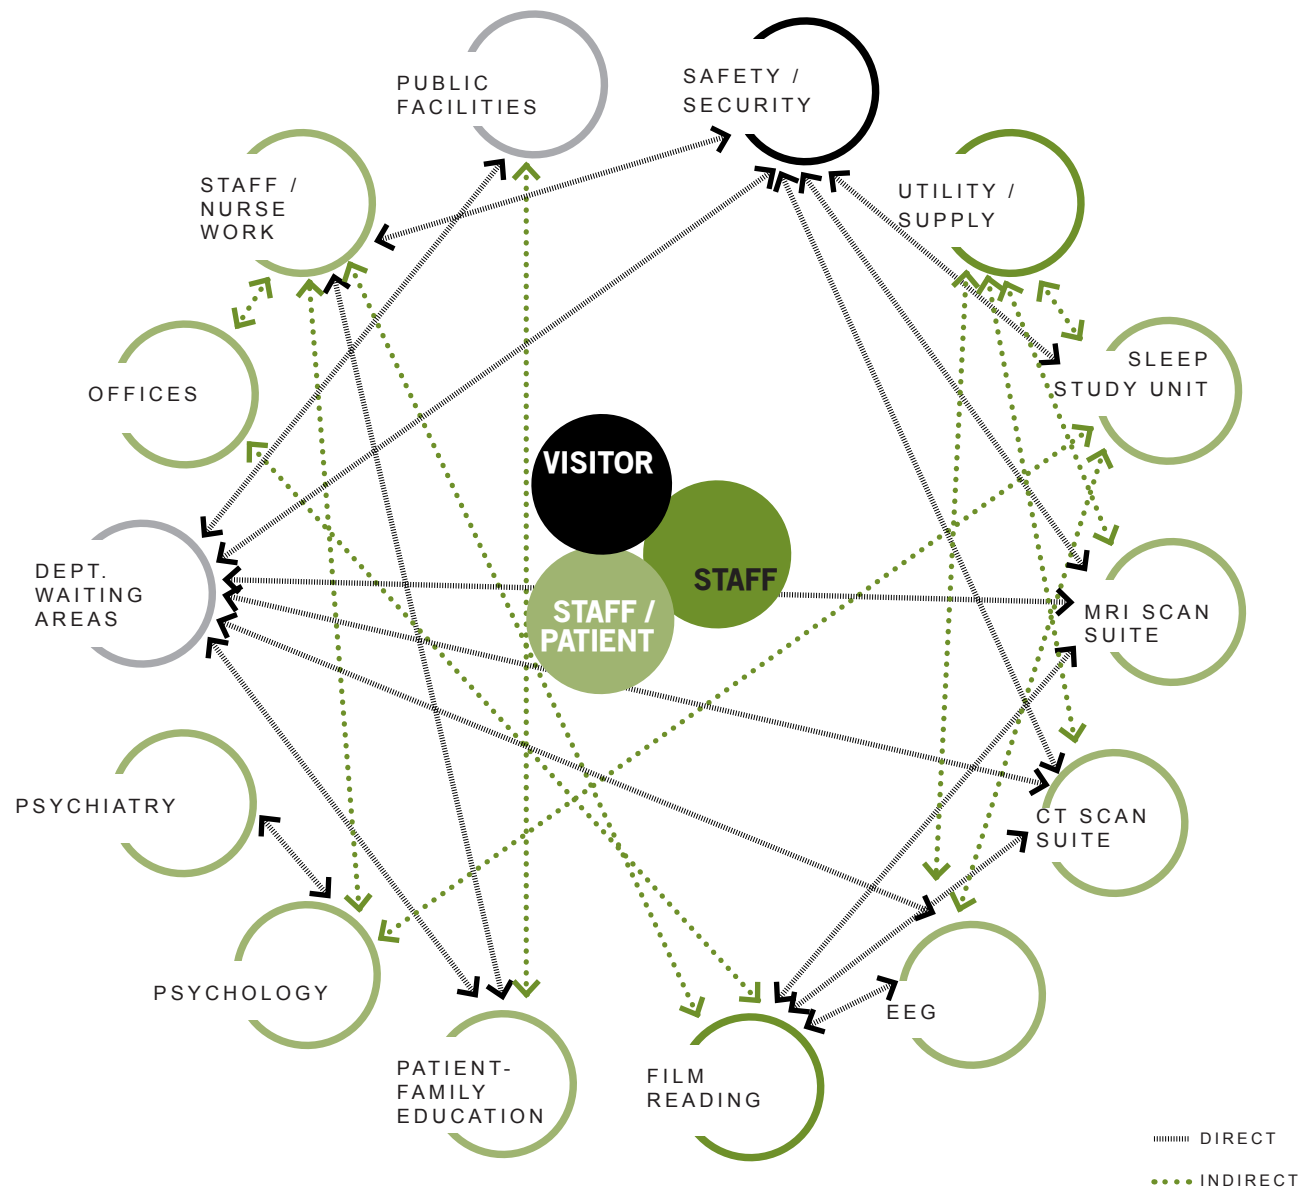 PUBLIC
FACILITIES
SAFETY /
SECURITY
STAFF /
NURSE
WORK
UTILITY /
SUPPLY
OFFICES
SLEEP
STUDY UNIT
VISITOR
STAFF
STAFF /
PATIENT
DEPT.
WAITING
AREAS
MRI SCAN
SUITE
PSYCHIATRY
CT SCAN
SUITE
PSYCHOLOGY
EEG
PATIENT-
FAMILY
EDUCATION
FILM
READING
DIRECT
INDIRECT